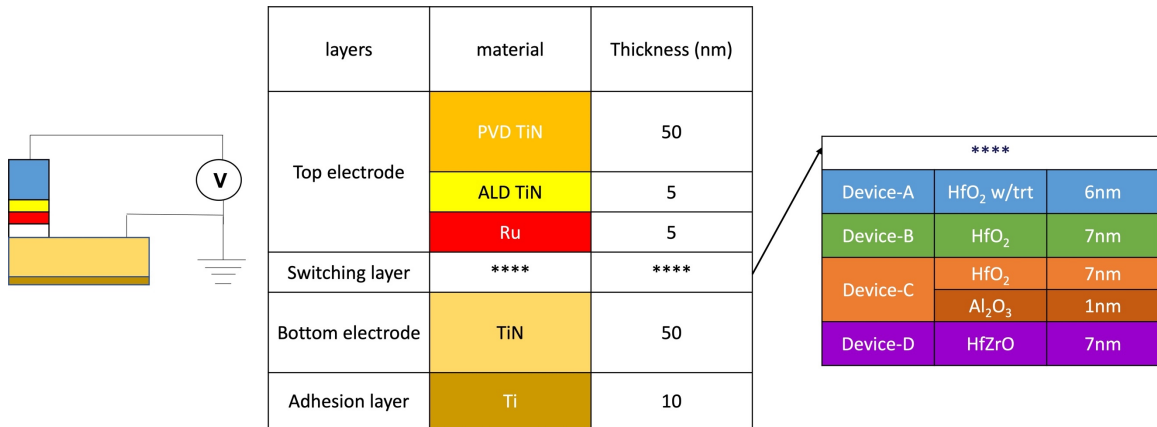 V
layers material Thickness (nm)
Top electrode
PVD TiN 50
ALD TiN 5
Ru 5
Switching layer **** ****
Bottom electrode TiN 50
Adhesion layer Ti 10
****
Device-A HfO₂ w/trt 6nm
Device-B HfO₂ 7nm
Device-C
HfO₂ 7nm
Al₂O₃ 1nm
Device-D HfZrO 7nm